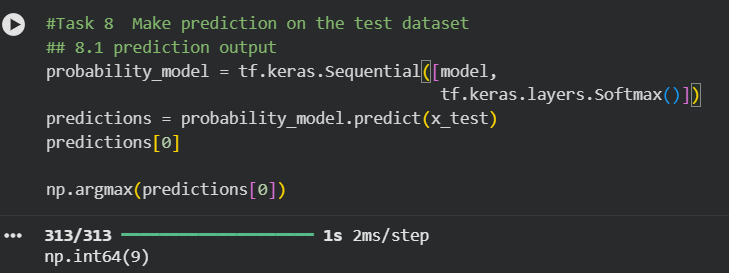 #Task 8  Make prediction on the test dataset
## 8.1 prediction output
probability_model = tf.keras.Sequential([model,
                                         tf.keras.layers.Softmax()])
predictions = probability_model.predict(x_test)
predictions[0]
np.argmax(predictions[0])
313/313 ━━━━━━━━━━━━━━━━━━━━ 1s 2ms/step
np.int64(9)